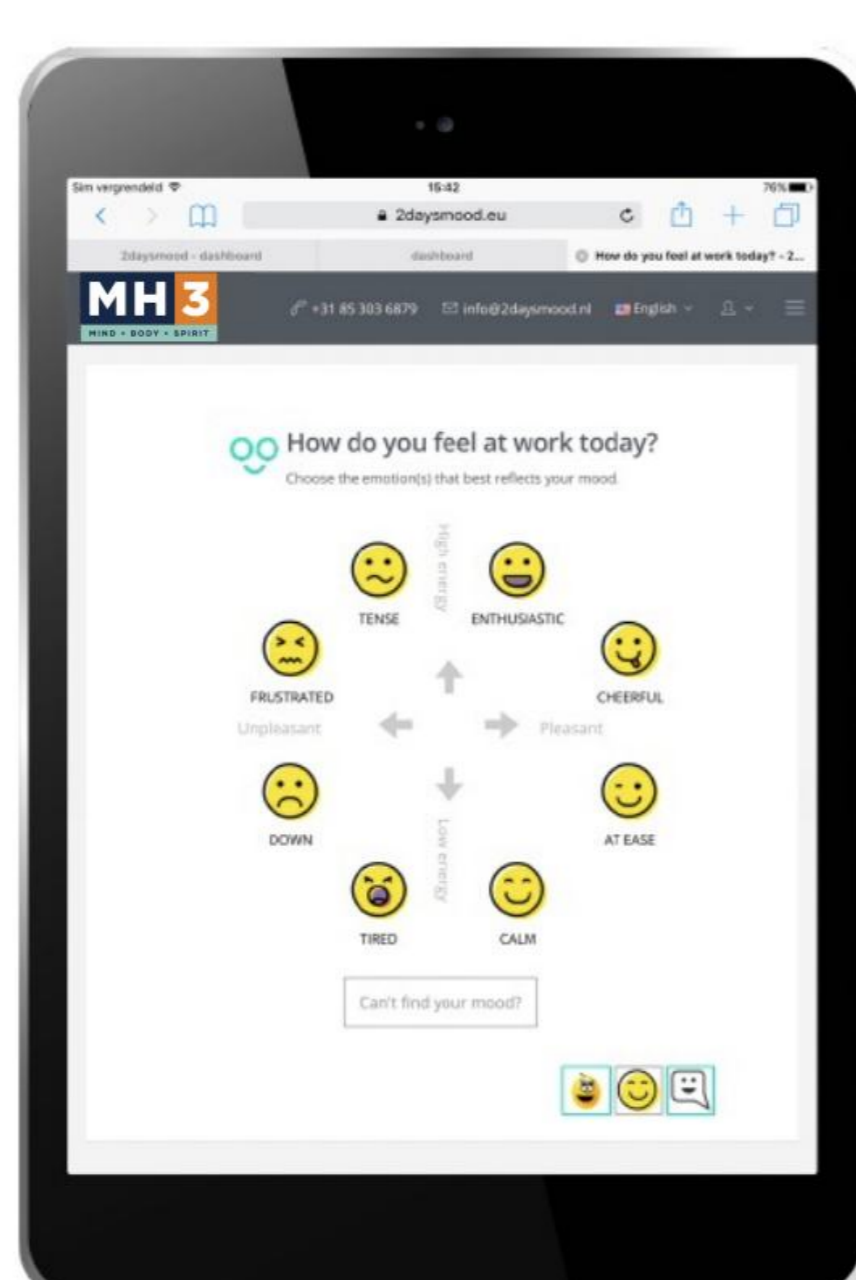 Sim vergrendeld 15:42 76%
2daysmood.eu
2daysmood - dashboard dashboard How do you feel at work today? - 2...
MH3
MIND • BODY • SPIRIT
+31 85 303 6879 info@2daysmood.nl English
How do you feel at work today?
Choose the emotion(s) that best reflects your mood.
High energy
TENSE ENTHUSIASTIC
FRUSTRATED CHEERFUL
Unpleasant Pleasant
DOWN AT EASE
Low energy
TIRED CALM
Can't find your mood?